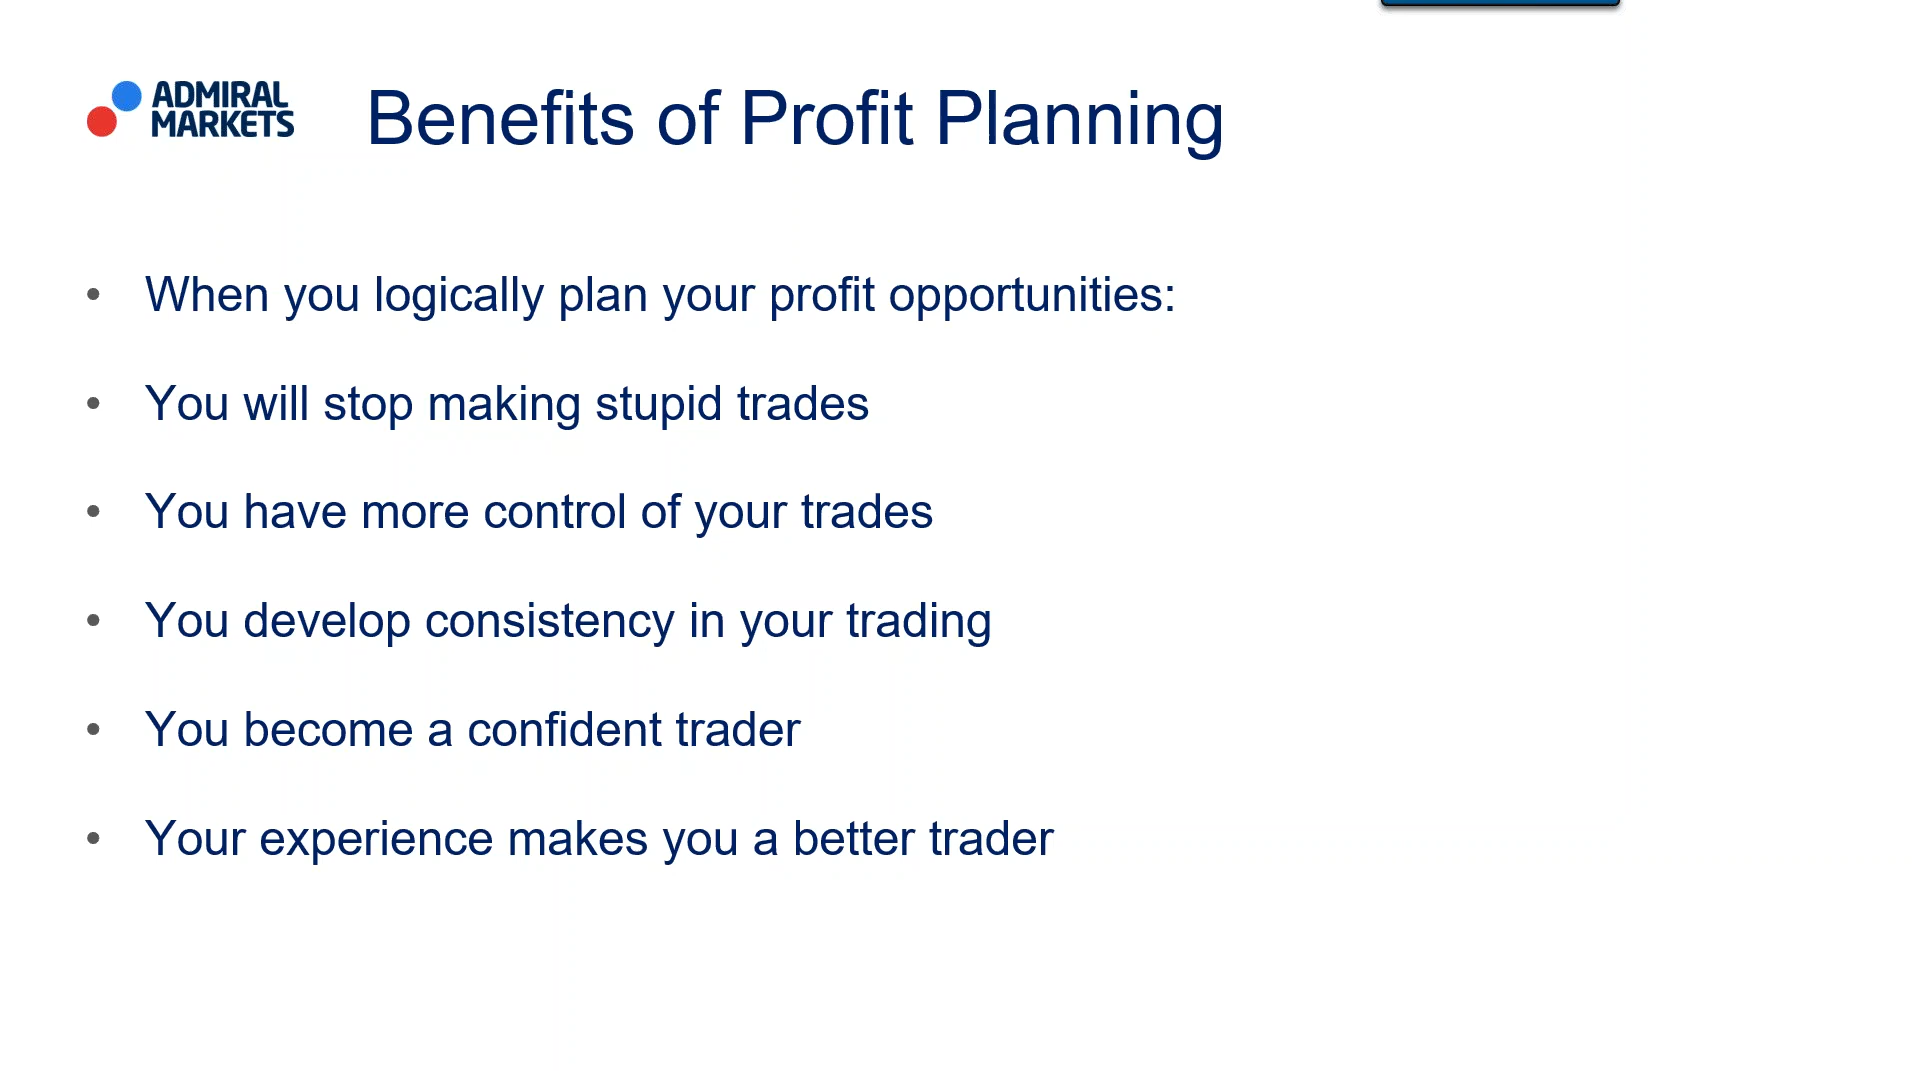 ADMIRAL
MARKETS
Benefits of Profit Planning
• When you logically plan your profit opportunities:
• You will stop making stupid trades
• You have more control of your trades
• You develop consistency in your trading
• You become a confident trader
• Your experience makes you a better trader